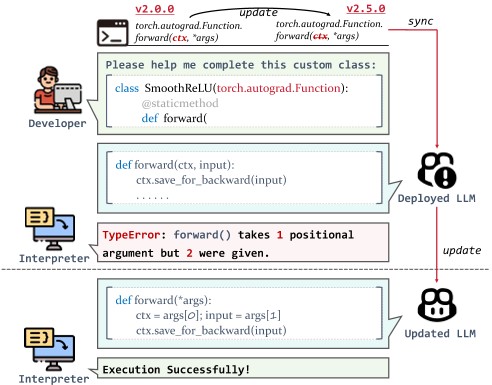 v2.0.0
update
v2.5.0
torch.autograd.Function.
forward(ctx, *args)
torch.autograd.Function.
forward(ctx, *args)
sync
Please help me complete this custom class:
class SmoothReLU(torch.autograd.Function):
@staticmethod
def forward(
Developer
def forward(ctx, input):
ctx.save_for_backward(input)
......
Deployed LLM
TypeError: forward() takes 1 positional
argument but 2 were given.
Interpreter
update
def forward(*args):
ctx = args[0]; input = args[1]
ctx.save_for_backward(input)
Updated LLM
Execution Successfully!
Interpreter